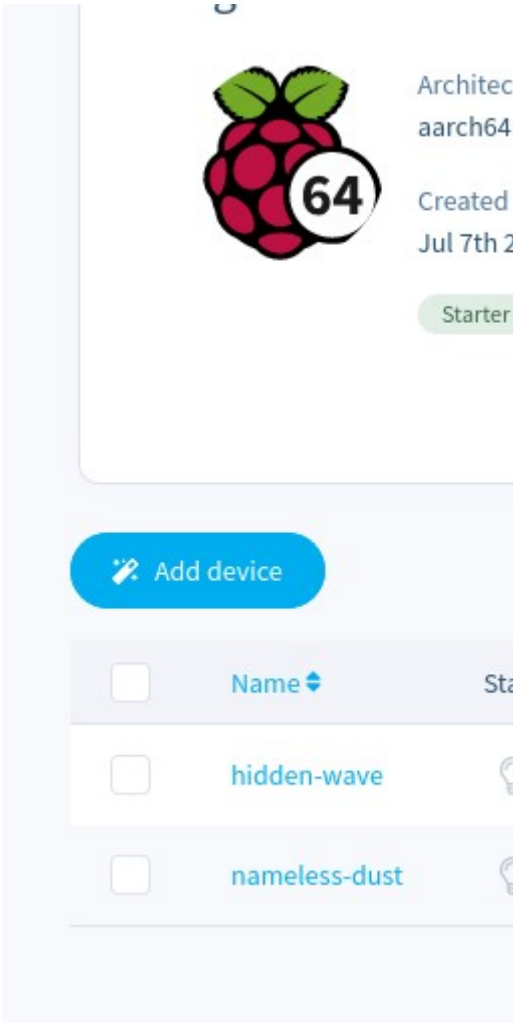 Architec
aarch64
64
Created
Jul 7th 2
Starter
Add device
Name Sta
hidden-wave
nameless-dust